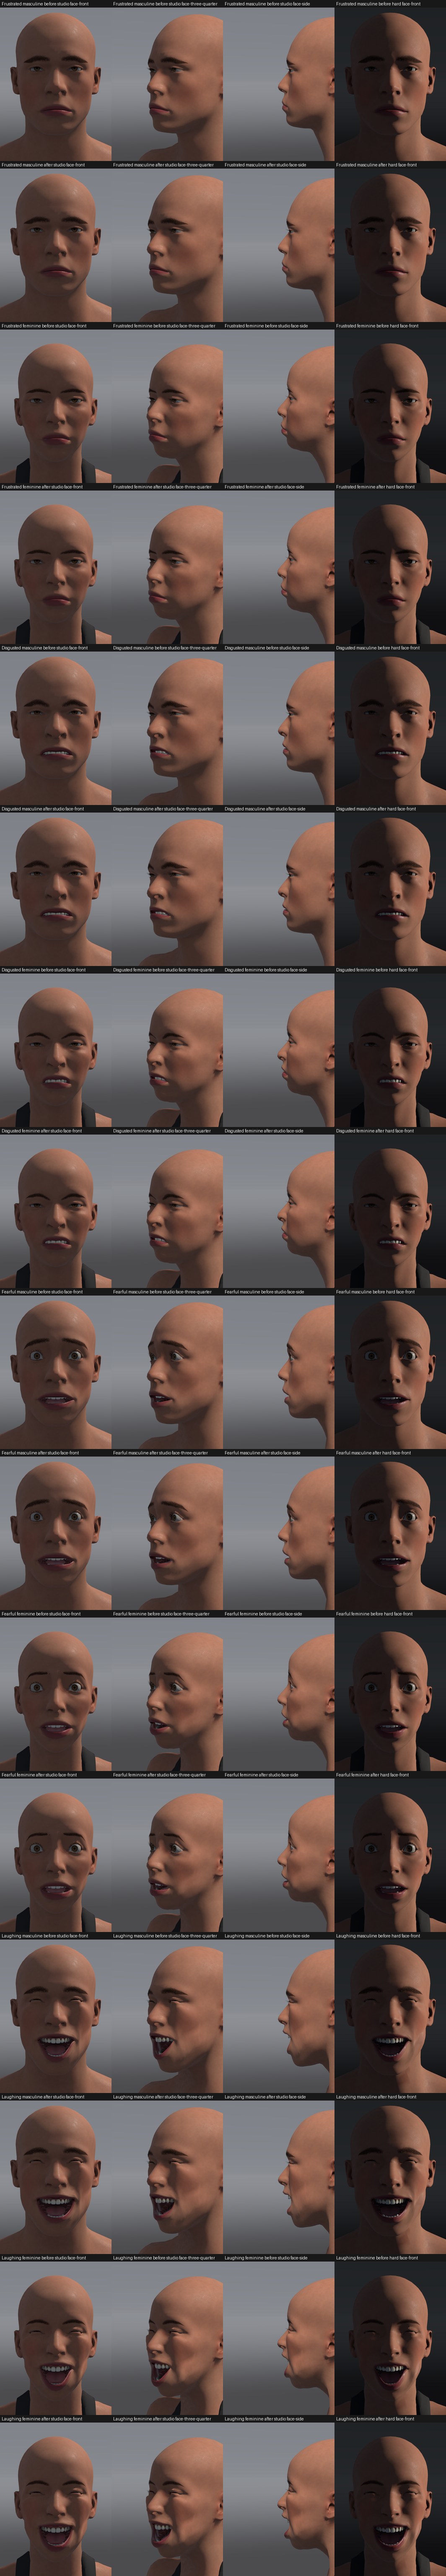 Frustrated masculine before studio face-front
Frustrated masculine before studio face-three-quarter
Frustrated masculine before studio face-side
Frustrated masculine before hard face-front
Frustrated masculine after studio face-front
Frustrated masculine after studio face-three-quarter
Frustrated masculine after studio face-side
Frustrated masculine after hard face-front
Frustrated feminine before studio face-front
Frustrated feminine before studio face-three-quarter
Frustrated feminine before studio face-side
Frustrated feminine before hard face-front
Frustrated feminine after studio face-front
Frustrated feminine after studio face-three-quarter
Frustrated feminine after studio face-side
Frustrated feminine after hard face-front
Disgusted masculine before studio face-front
Disgusted masculine before studio face-three-quarter
Disgusted masculine before studio face-side
Disgusted masculine before hard face-front
Disgusted masculine after studio face-front
Disgusted masculine after studio face-three-quarter
Disgusted masculine after studio face-side
Disgusted masculine after hard face-front
Disgusted feminine before studio face-front
Disgusted feminine before studio face-three-quarter
Disgusted feminine before studio face-side
Disgusted feminine before hard face-front
Disgusted feminine after studio face-front
Disgusted feminine after studio face-three-quarter
Disgusted feminine after studio face-side
Disgusted feminine after hard face-front
Fearful masculine before studio face-front
Fearful masculine before studio face-three-quarter
Fearful masculine before studio face-side
Fearful masculine before hard face-front
Fearful masculine after studio face-front
Fearful masculine after studio face-three-quarter
Fearful masculine after studio face-side
Fearful masculine after hard face-front
Fearful feminine before studio face-front
Fearful feminine before studio face-three-quarter
Fearful feminine before studio face-side
Fearful feminine before hard face-front
Fearful feminine after studio face-front
Fearful feminine after studio face-three-quarter
Fearful feminine after studio face-side
Fearful feminine after hard face-front
Laughing masculine before studio face-front
Laughing masculine before studio face-three-quarter
Laughing masculine before studio face-side
Laughing masculine before hard face-front
Laughing masculine after studio face-front
Laughing masculine after studio face-three-quarter
Laughing masculine after studio face-side
Laughing masculine after hard face-front
Laughing feminine before studio face-front
Laughing feminine before studio face-three-quarter
Laughing feminine before studio face-side
Laughing feminine before hard face-front
Laughing feminine after studio face-front
Laughing feminine after studio face-three-quarter
Laughing feminine after studio face-side
Laughing feminine after hard face-front